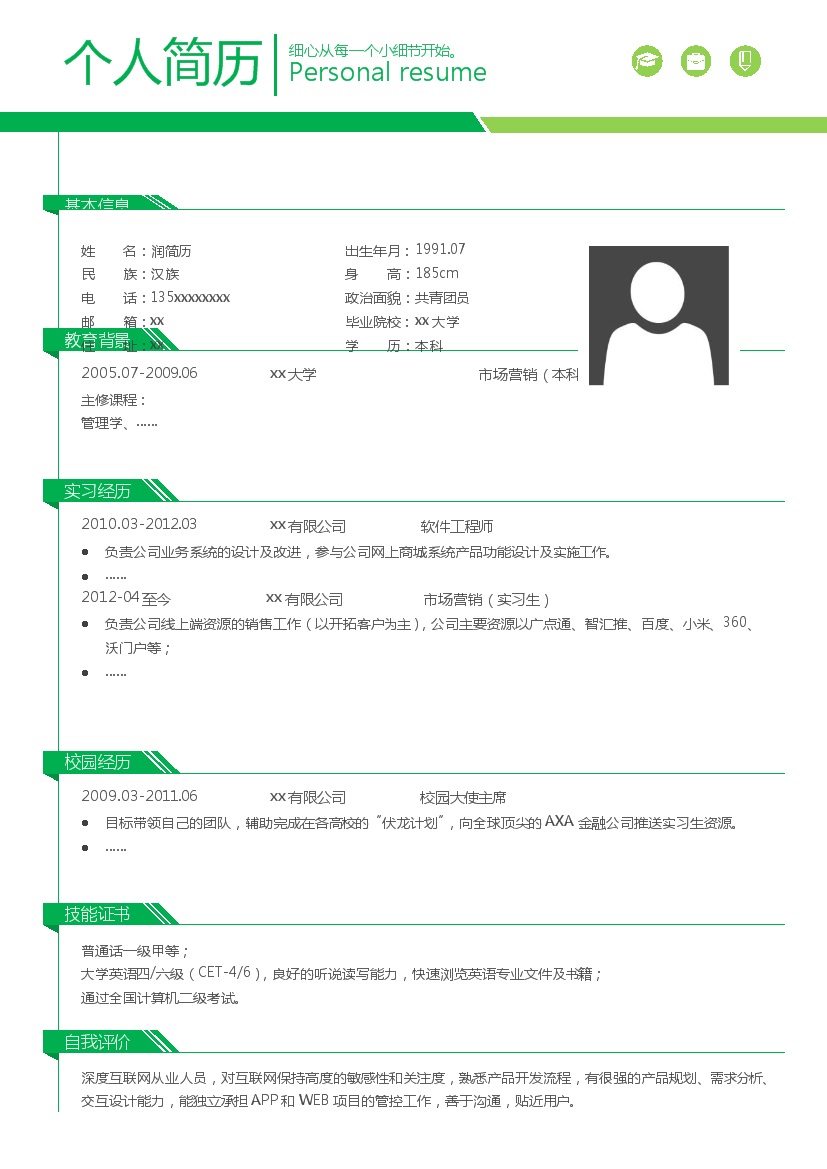 个人简历
细心从每一个小细节开始。
Personal resume
基本信息
姓 名：润简历 出生年月：1991.07
民 族：汉族 身 高：185cm
电 话：135xxxxxxxx 政治面貌：共青团员
邮 箱：xx 毕业院校：xx大学
住 址：xx 学 历：本科
教育背景
2005.07-2009.06 xx大学 市场营销（本科
主修课程：
管理学、......
实习经历
2010.03-2012.03 xx有限公司 软件工程师
● 负责公司业务系统的设计及改进，参与公司网上商城系统产品功能设计及实施工作。
● ......
2012-04至今 xx有限公司 市场营销（实习生）
● 负责公司线上端资源的销售工作（以开拓客户为主），公司主要资源以广点通、智汇推、百度、小米、360、
沃门户等；
● ......
校园经历
2009.03-2011.06 xx有限公司 校园大使主席
● 目标带领自己的团队，辅助完成在各高校的“伏龙计划”，向全球顶尖的AXA金融公司推送实习生资源。
● ......
技能证书
普通话一级甲等；
大学英语四/六级（CET-4/6），良好的听说读写能力，快速浏览英语专业文件及书籍；
通过全国计算机二级考试。
自我评价
深度互联网从业人员，对互联网保持高度的敏感性和关注度，熟悉产品开发流程，有很强的产品规划、需求分析、
交互设计能力，能独立承担APP和WEB项目的管控工作，善于沟通，贴近用户。